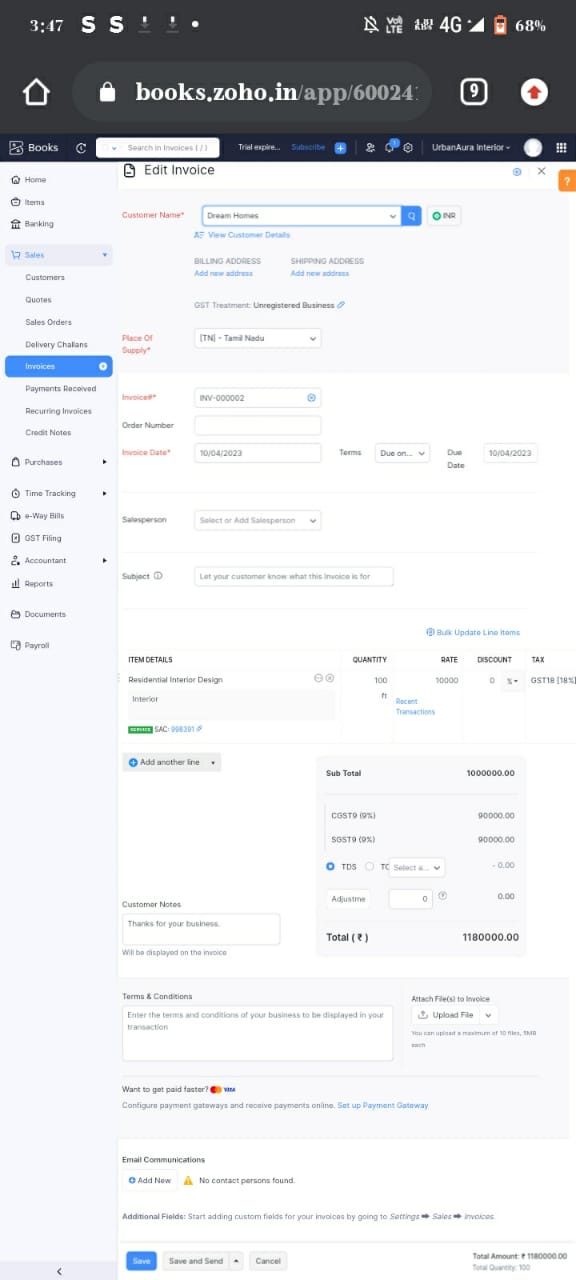 3:47 S S 4.81 KB/s Vo) LTE 4G 68%
books.zoho.in/app/60024 9
Books Search in Invoices ( / ) Trial expire... Subscribe 1 UrbanAura Interior
Edit Invoice
?
Home
Items
Banking
Sales
Customers
Quotes
Sales Orders
Delivery Challans
Invoices
Payments Received
Recurring Invoices
Credit Notes
Purchases
Time Tracking
e-Way Bills
GST Filing
Accountant
Reports
Documents
Payroll
Customer Name* Dream Homes INR
View Customer Details
BILLING ADDRESS SHIPPING ADDRESS
Add new address Add new address
GST Treatment: Unregistered Business
Place Of Supply* [TN] - Tamil Nadu
Invoice#* INV-000002
Order Number
Invoice Date* 10/04/2023 Terms Due on... Due Date 10/04/2023
Salesperson Select or Add Salesperson
Subject Let your customer know what this Invoice is for
Bulk Update Line Items
ITEM DETAILS QUANTITY RATE DISCOUNT TAX
Residential Interior Design 100 10000 0 % GST18 [18%]
Interior ft Recent
Transactions
SERVICE SAC: 998391
Add another line
Sub Total 1000000.00
CGST9 (9%) 90000.00
SGST9 (9%) 90000.00
TDS TC Select a... - 0.00
Adjustme 0 0.00
Total ( ₹ ) 1180000.00
Customer Notes
Thanks for your business.
Will be displayed on the invoice
Terms & Conditions
Enter the terms and conditions of your business to be displayed in your
transaction
Attach File(s) to Invoice
Upload File
You can upload a maximum of 10 files, 5MB
each
Want to get paid faster? VISA
Configure payment gateways and receive payments online. Set up Payment Gateway
Email Communications
Add New No contact persons found.
Additional Fields: Start adding custom fields for your invoices by going to Settings ➡ Sales ➡ Invoices.
Save Save and Send Cancel
Total Amount: ₹ 1180000.00
Total Quantity: 100